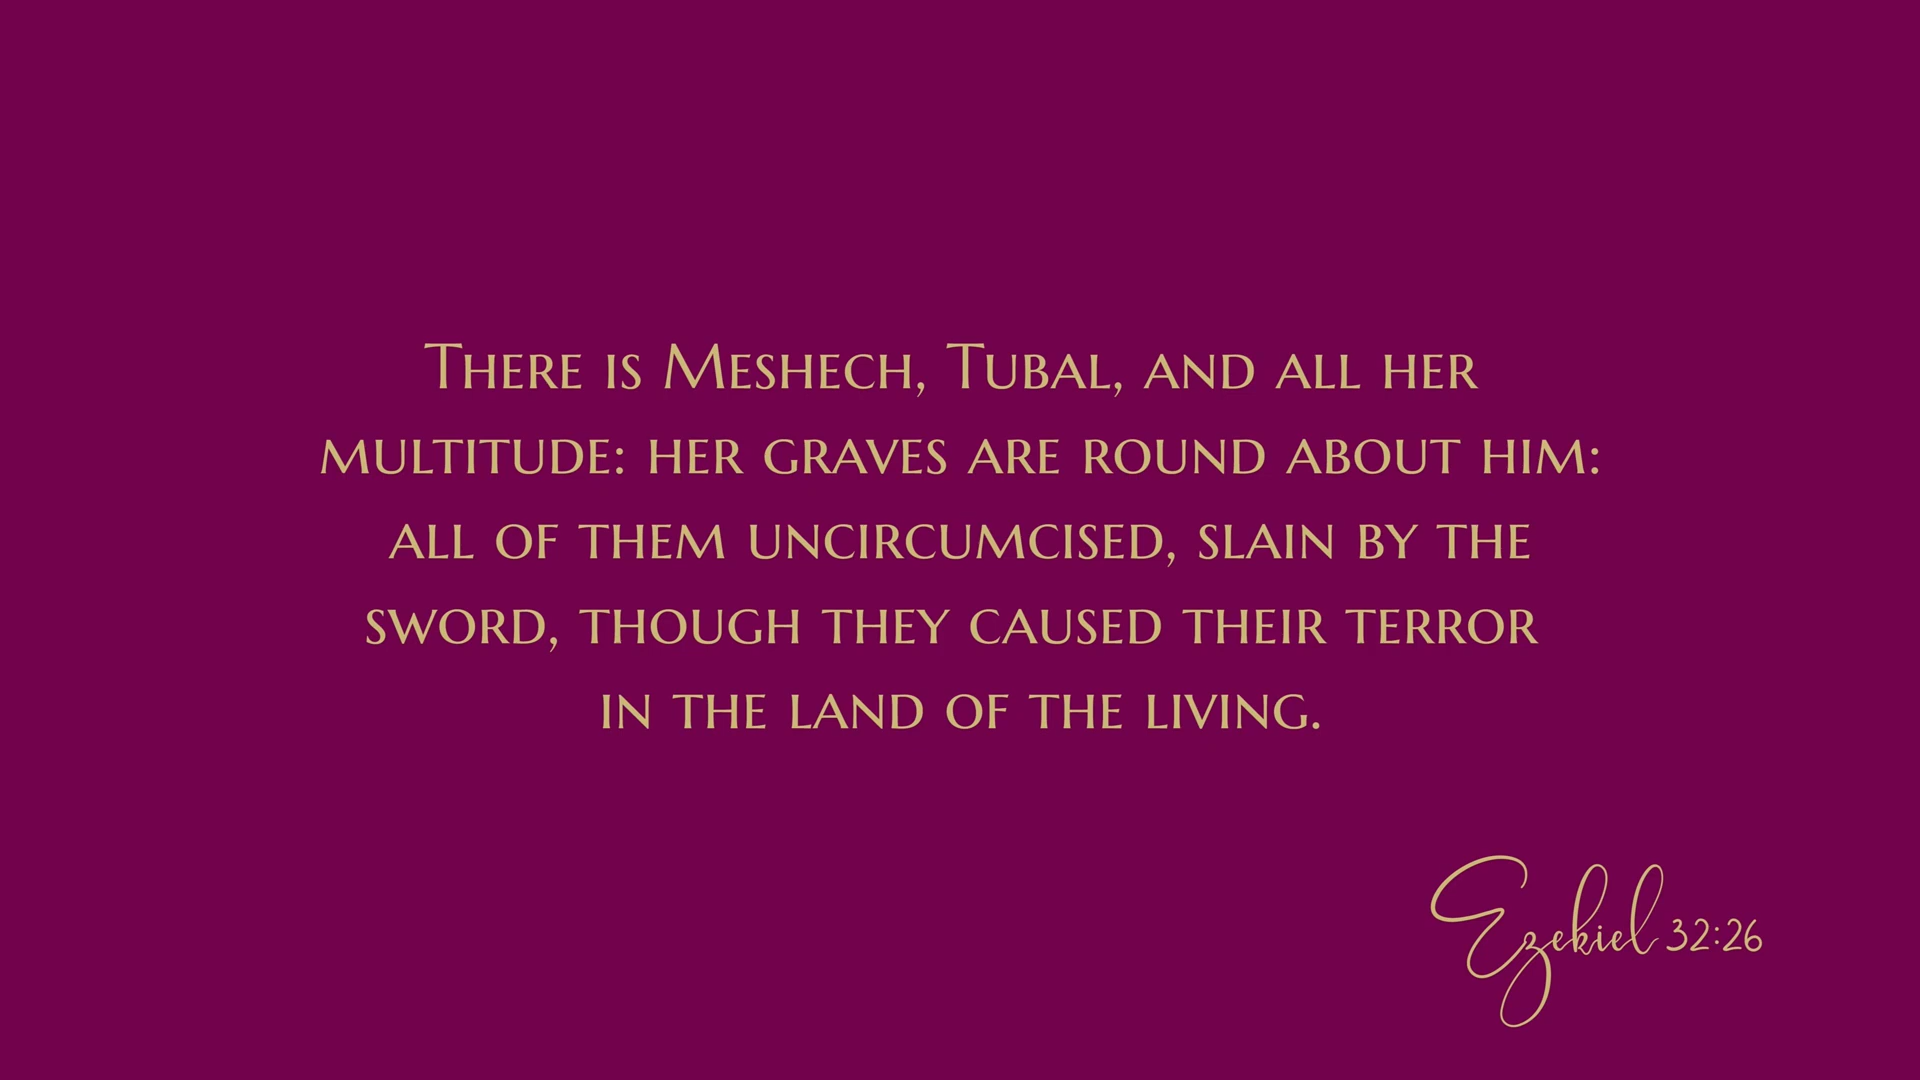 There is Meshech, Tubal, and all her
multitude: her graves are round about him:
all of them uncircumcised, slain by the
sword, though they caused their terror
in the land of the living.
Ezekiel 32:26